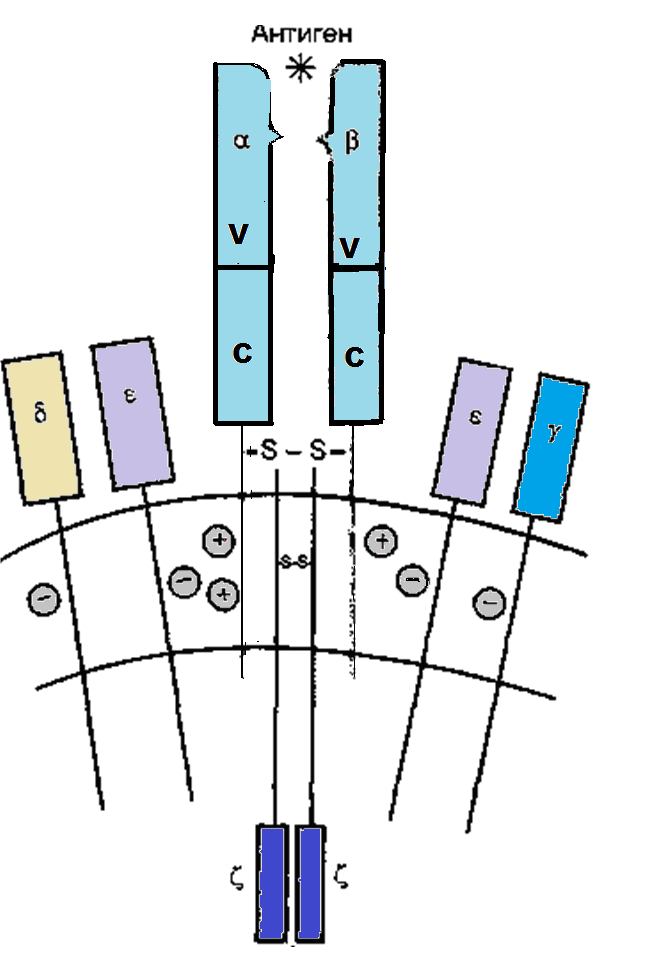 Антиген
α β
V V
C C
δ ε ε γ
-S – S-
+ +
S-S
- - + -
- -
ζ ζ